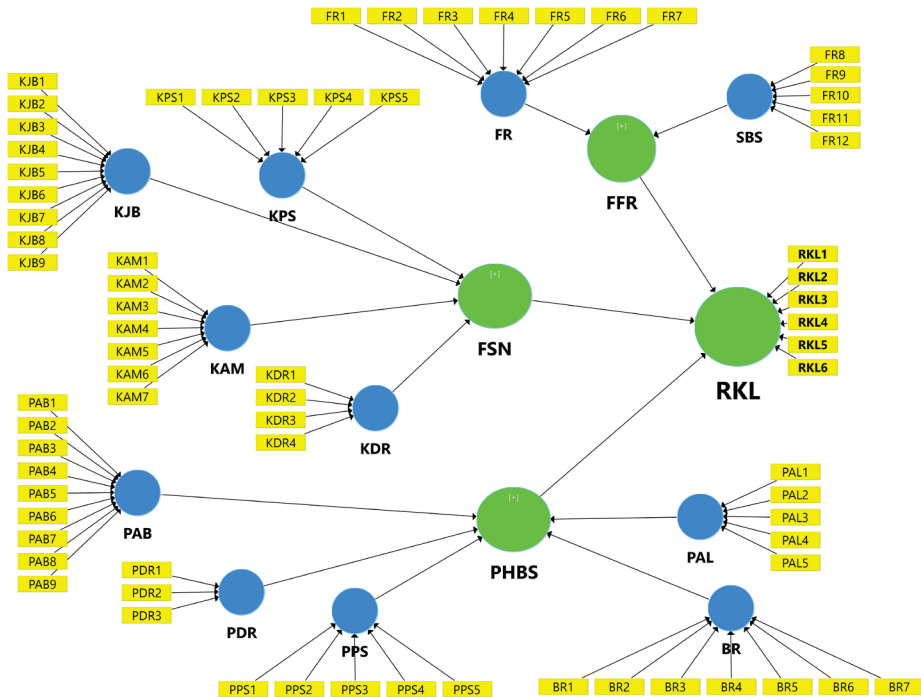 FR1 FR2 FR3 FR4 FR5 FR6 FR7
FR
FR8
FR9
FR10
FR11
FR12
SBS
[+]
FFR
KJB1
KJB2
KJB3
KJB4
KJB5
KJB6
KJB7
KJB8
KJB9
KJB
KPS1 KPS2 KPS3 KPS4 KPS5
KPS
KAM1
KAM2
KAM3
KAM4
KAM5
KAM6
KAM7
KAM
[+]
FSN
RKL1
RKL2
RKL3
RKL4
RKL5
RKL6
RKL
KDR1
KDR2
KDR3
KDR4
KDR
PAB1
PAB2
PAB3
PAB4
PAB5
PAB6
PAB7
PAB8
PAB9
PAB
[+]
PHBS
PAL1
PAL2
PAL3
PAL4
PAL5
PAL
PDR1
PDR2
PDR3
PDR
PPS
PPS1 PPS2 PPS3 PPS4 PPS5
BR
BR1 BR2 BR3 BR4 BR5 BR6 BR7